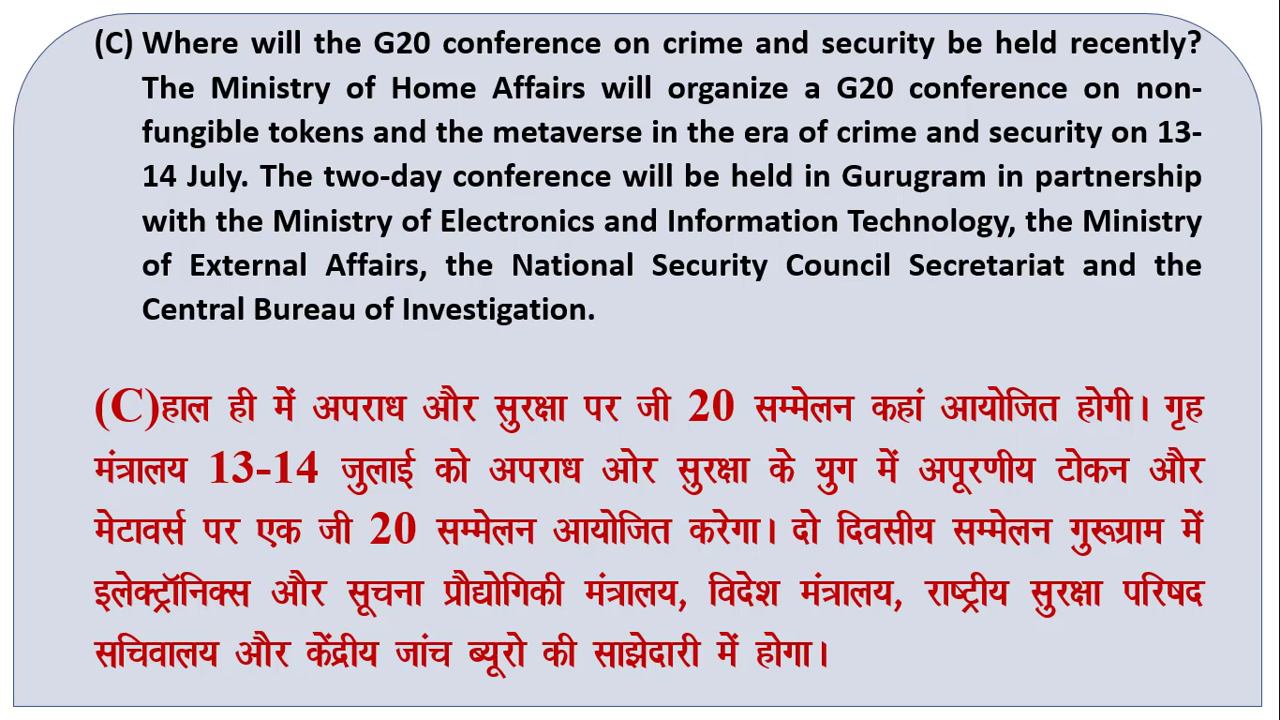 (C) Where will the G20 conference on crime and security be held recently?
The Ministry of Home Affairs will organize a G20 conference on non-
fungible tokens and the metaverse in the era of crime and security on 13-
14 July. The two-day conference will be held in Gurugram in partnership
with the Ministry of Electronics and Information Technology, the Ministry
of External Affairs, the National Security Council Secretariat and the
Central Bureau of Investigation.
(C)हाल ही में अपराध और सुरक्षा पर जी 20 सम्मेलन कहां आयोजित होगी। गृह
मंत्रालय 13-14 जुलाई को अपराध ओर सुरक्षा के युग में अपूरणीय टोकन और
मेटावर्स पर एक जी 20 सम्मेलन आयोजित करेगा। दो दिवसीय सम्मेलन गुरूग्राम में
इलेक्ट्रॉनिक्स और सूचना प्रौद्योगिकी मंत्रालय, विदेश मंत्रालय, राष्ट्रीय सुरक्षा परिषद
सचिवालय और केंद्रीय जांच ब्यूरो की साझेदारी में होगा।